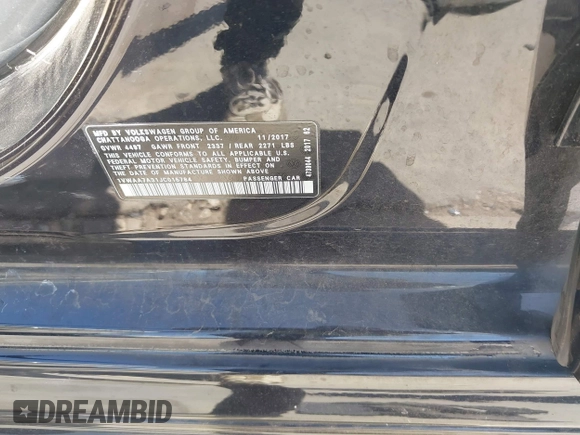 MFD BY VOLKSWAGEN GROUP OF AMERICA
CHATTANOOGA OPERATIONS, LLC. 11/2017
GVWR 4497 GAWR FRONT 2337 / REAR 2271 LBS
THIS VEHICLE CONFORMS TO ALL APPLICABLE U.S.
FEDERAL MOTOR VEHICLE SAFETY, BUMPER AND
THEFT PREVENTION STANDARDS IN EFFECT ON THE
DATE OF MANUFACTURE SHOWN ABOVE
PASSENGER CAR
2017 02
DREAMBID